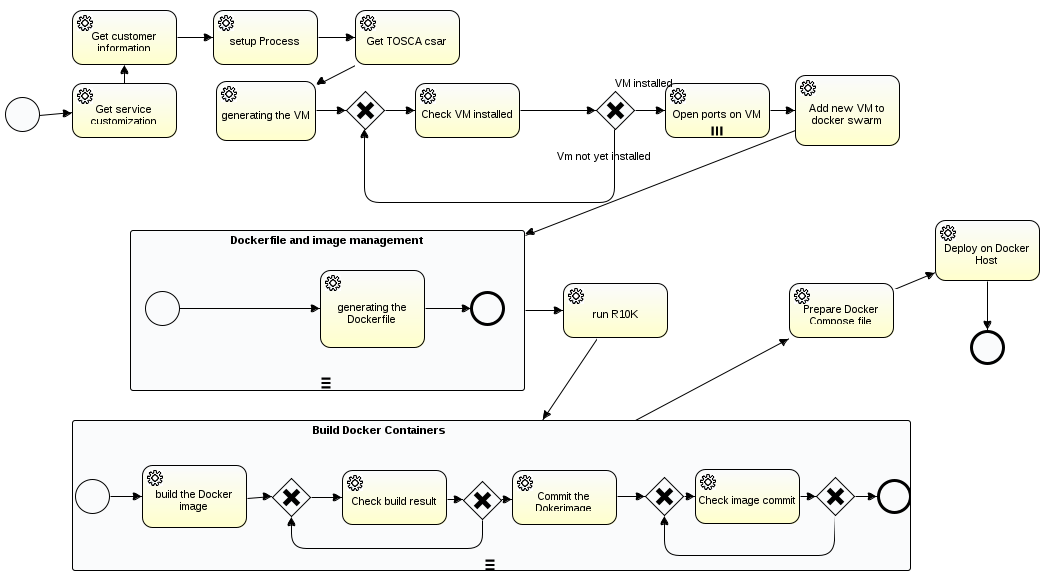 Get customer
information
setup Process
Get TOSCA csar
Get service
customization
generating the VM
Check VM installed
VM installed
Open ports on VM
Add new VM to
docker swarm
Vm not yet installed
Dockerfile and image management
generating the
Dockerfile
run R10K
Prepare Docker
Compose file
Deploy on Docker
Host
Build Docker Containers
build the Docker
image
Check build result
Commit the
Dokerimage
Check image commit